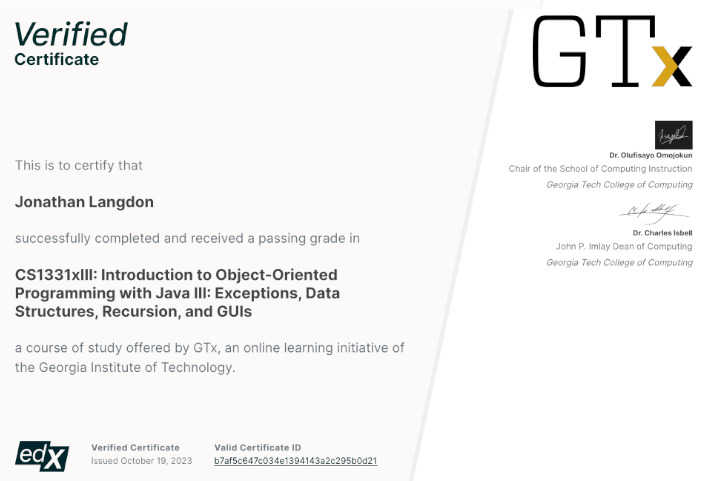 Verified
Certificate
GTx
This is to certify that
Jonathan Langdon
successfully completed and received a passing grade in
CS1331xIII: Introduction to Object-Oriented
Programming with Java III: Exceptions, Data
Structures, Recursion, and GUIs
a course of study offered by GTx, an online learning initiative of
the Georgia Institute of Technology.
Dr. Olufisayo Omojokun
Chair of the School of Computing Instruction
Georgia Tech College of Computing
Dr. Charles Isbell
John P. Imlay Dean of Computing
Georgia Tech College of Computing
edX
Verified Certificate
Issued October 19, 2023
Valid Certificate ID
b7af5c647c034e1394143a2c295b0d21